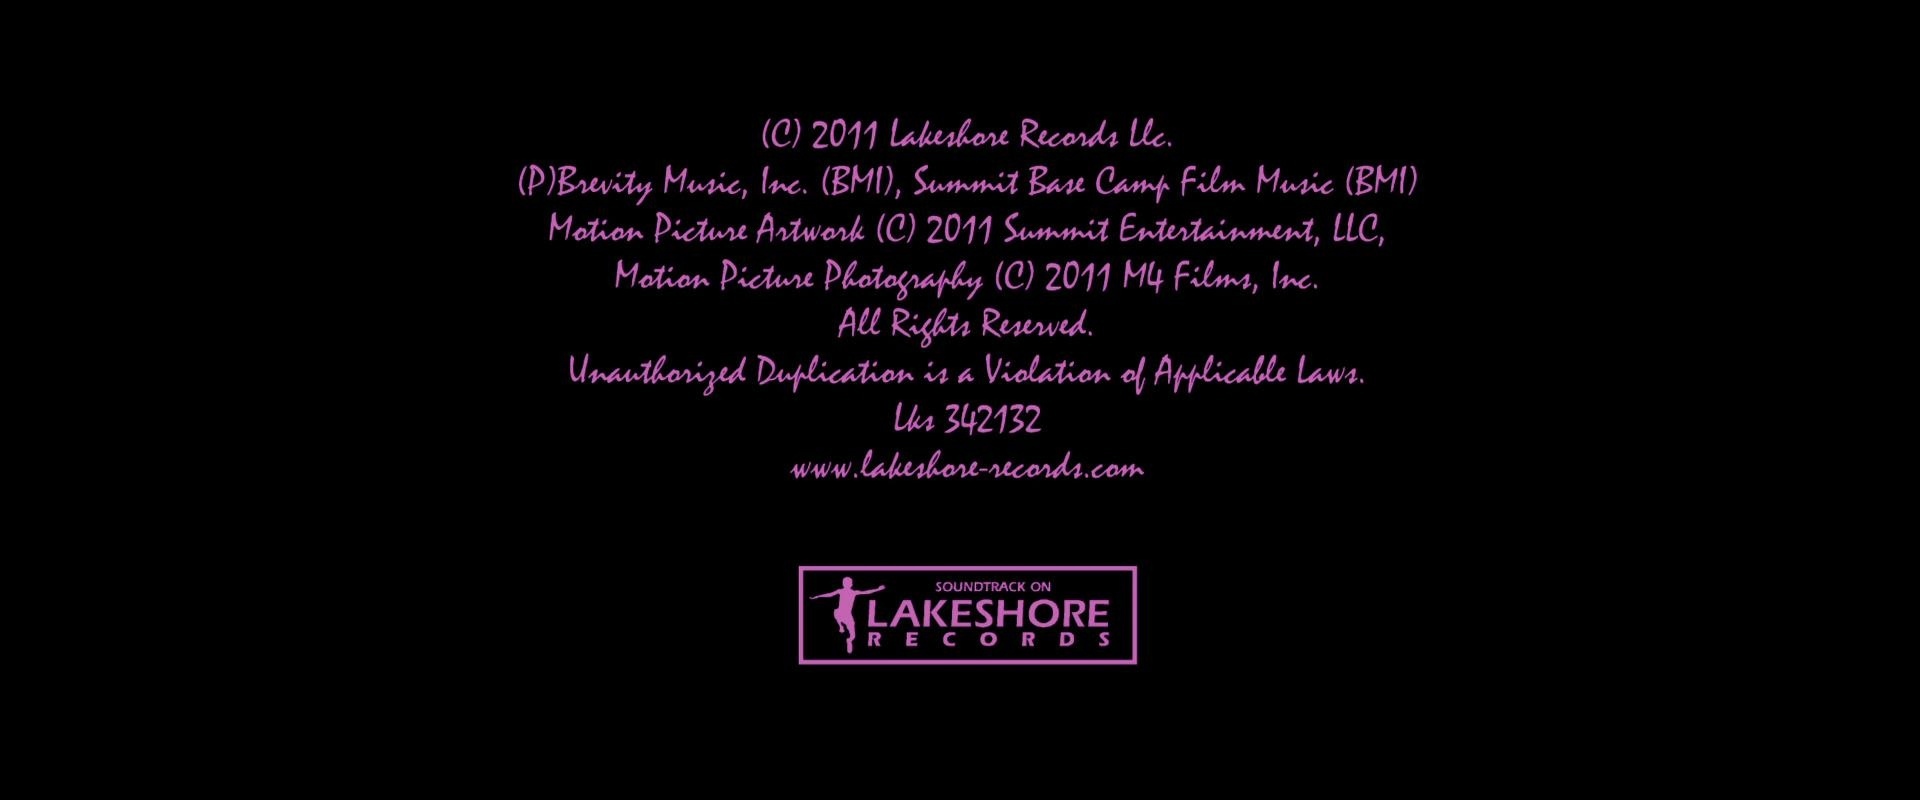 (C) 2011 Lakeshore Records Llc.
(P)Brevity Music, Inc. (BMI), Summit Base Camp Film Music (BMI)
Motion Picture Artwork (C) 2011 Summit Entertainment, LLC,
Motion Picture Photography (C) 2011 M4 Films, Inc.
All Rights Reserved.
Unauthorized Duplication is a Violation of Applicable Laws.
Lks 342132
www.lakeshore-records.com
SOUNDTRACK ON
LAKESHORE
RECORDS